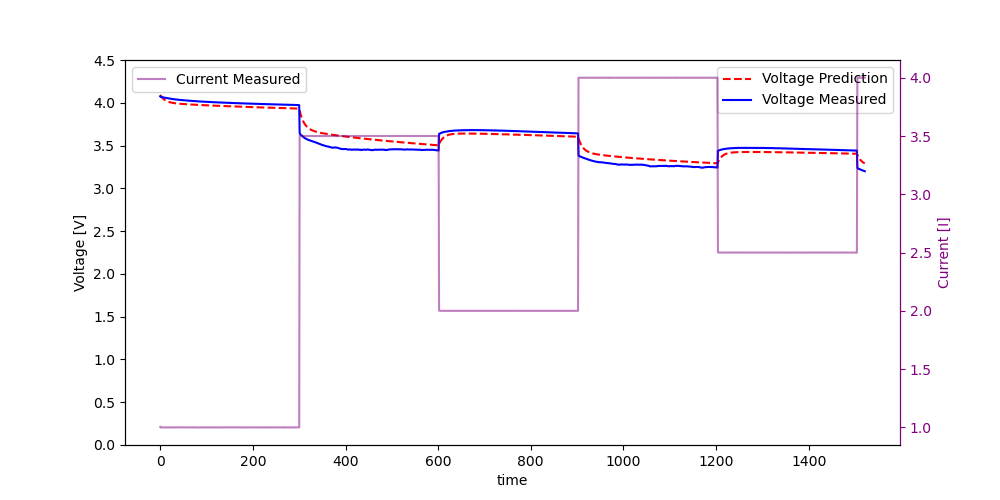 Current Measured
Voltage Prediction
Voltage Measured
Voltage [V]
4.5
4.0
3.5
3.0
2.5
2.0
1.5
1.0
0.5
0.0
0 200 400 600 800 1000 1200 1400
time
4.0
3.5
3.0
2.5
2.0
1.5
1.0
Current [I]